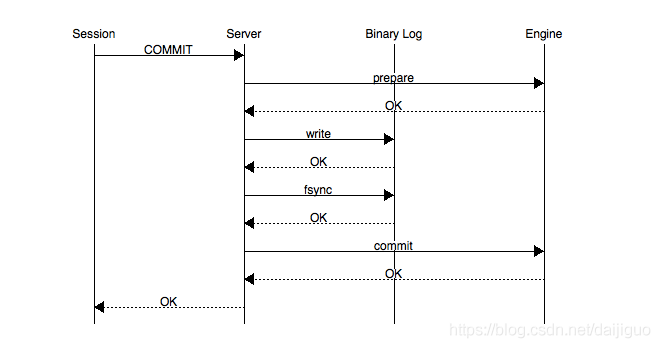 Session Server Binary Log Engine
COMMIT
prepare
OK
write
OK
fsync
OK
commit
OK
OK
https://blog.csdn.net/daijiguo